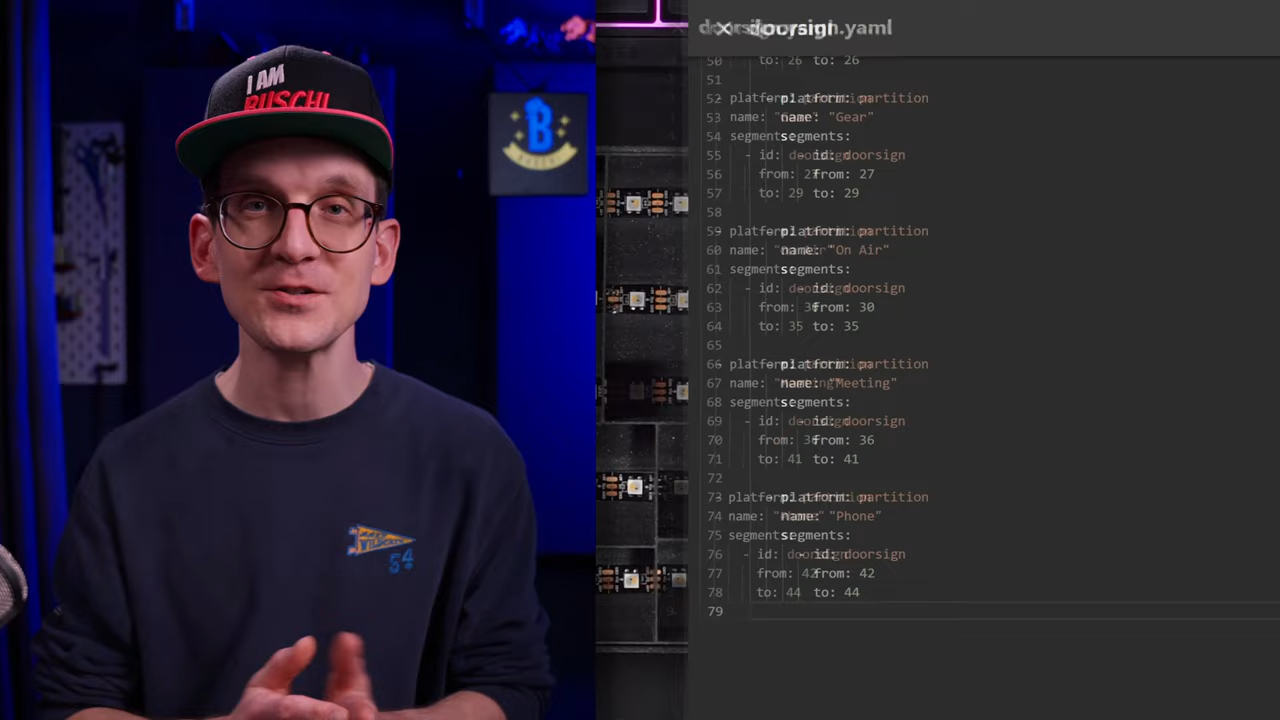 I AM
BUSCH!
B
WILDCATS
54
doorsign.yaml
50 to: 26
51
52 - platform: partition
53 name: "Gear"
54 segments:
55 - id: doorsign
56 from: 27
57 to: 29
58
59 - platform: partition
60 name: "On Air"
61 segments:
62 - id: doorsign
63 from: 30
64 to: 35
65
66 - platform: partition
67 name: "Meeting"
68 segments:
69 - id: doorsign
70 from: 36
71 to: 41
72
73 - platform: partition
74 name: "Phone"
75 segments:
76 - id: doorsign
77 from: 42
78 to: 44
79